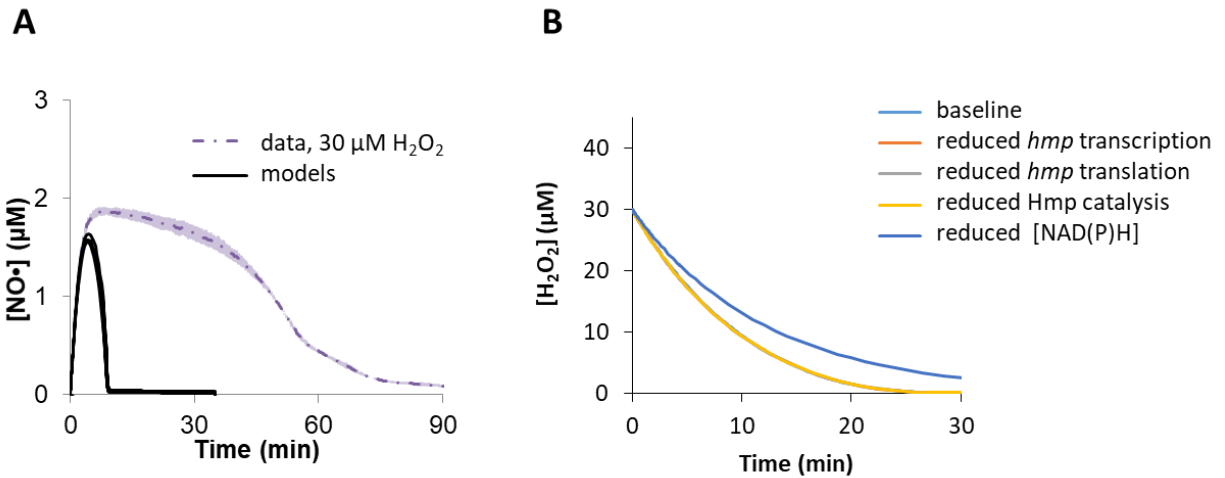 A
3
2
1
0
[NO•] (µM)
data, 30 µM H₂O₂
models
0
30
60
90
Time (min)
B
40
30
20
10
0
[H₂O₂] (µM)
baseline
reduced hmp transcription
reduced hmp translation
reduced Hmp catalysis
reduced [NAD(P)H]
0
10
20
30
Time (min)